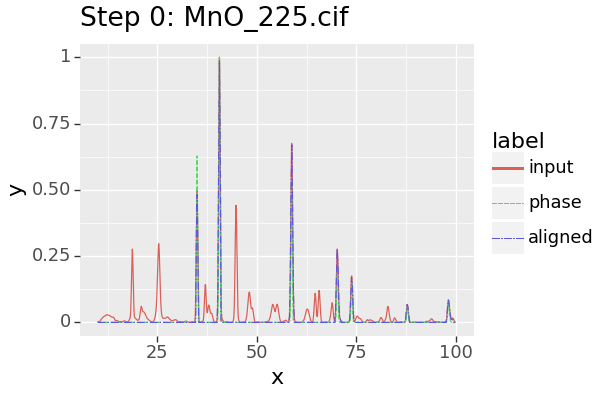 Step 0: MnO_225.cif
1
0.75
0.50
0.25
0
y
25
50
75
100
x
label
input
phase
aligned